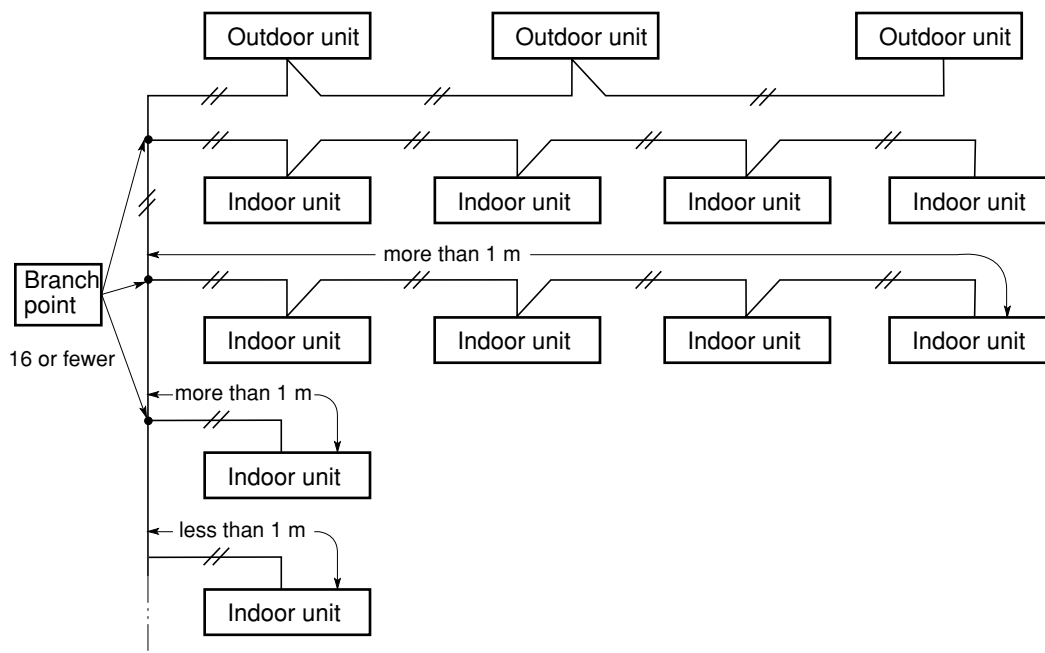 Outdoor unit Outdoor unit Outdoor unit
Indoor unit Indoor unit Indoor unit Indoor unit
more than 1 m
Branch
point
Indoor unit Indoor unit Indoor unit Indoor unit
16 or fewer
more than 1 m
Indoor unit
less than 1 m
Indoor unit